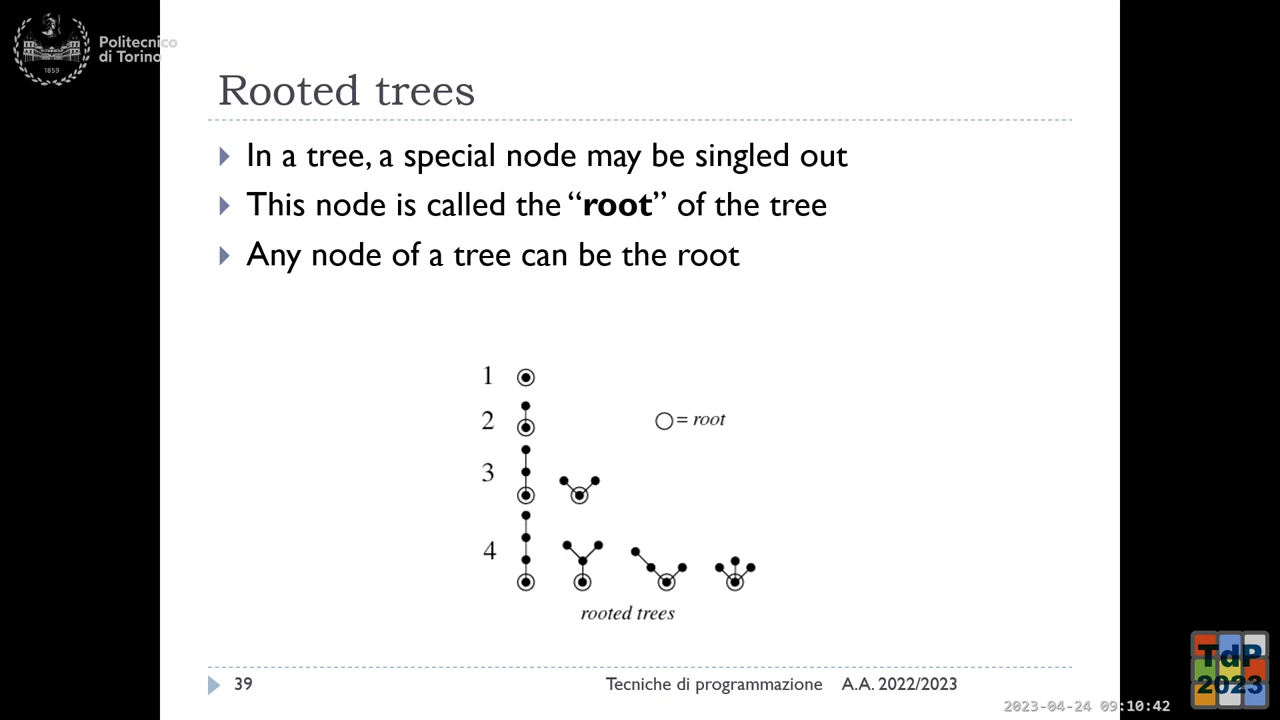 Politecnico
di Torino
1859
Rooted trees
In a tree, a special node may be singled out
This node is called the “root” of the tree
Any node of a tree can be the root
1
2
= root
3
4
rooted trees
39
Tecniche di programmazione A.A. 2022/2023
TdP
2023
2023-04-24 09:10:42